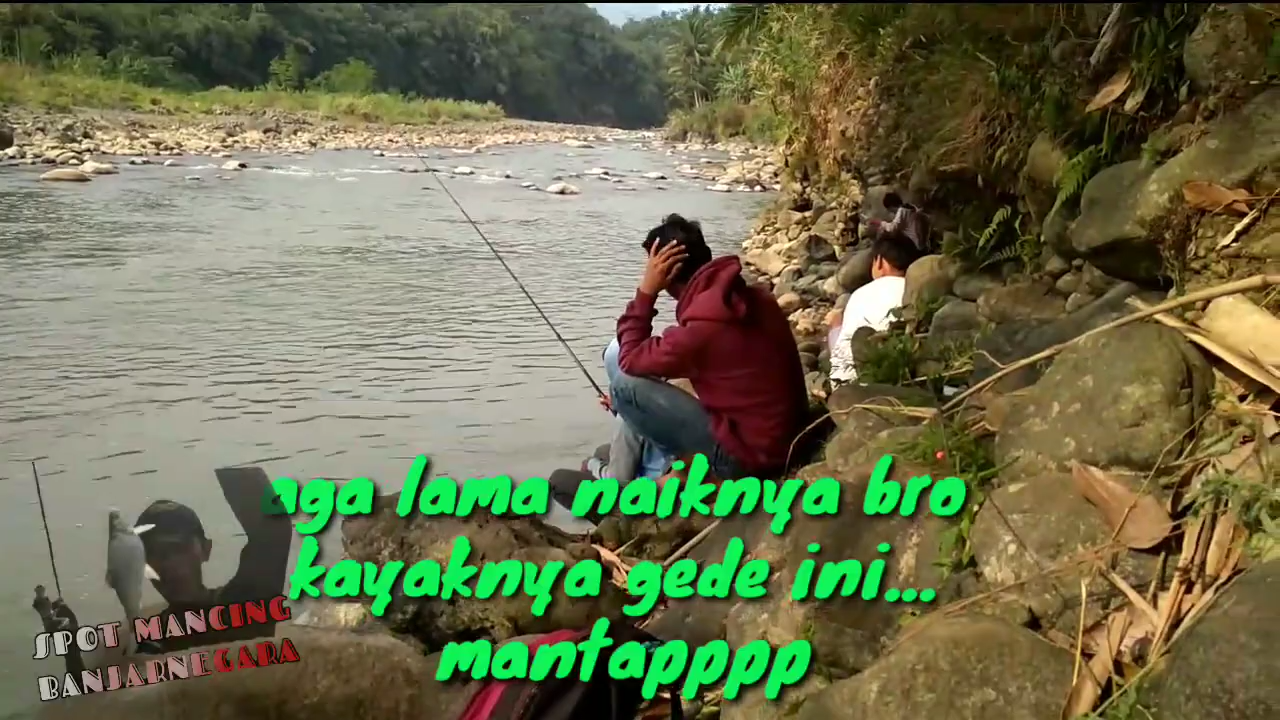 aga lama naiknya bro
kayaknya gede ini...
mantapppp
SPOT MANCING
BANJARNEGARA